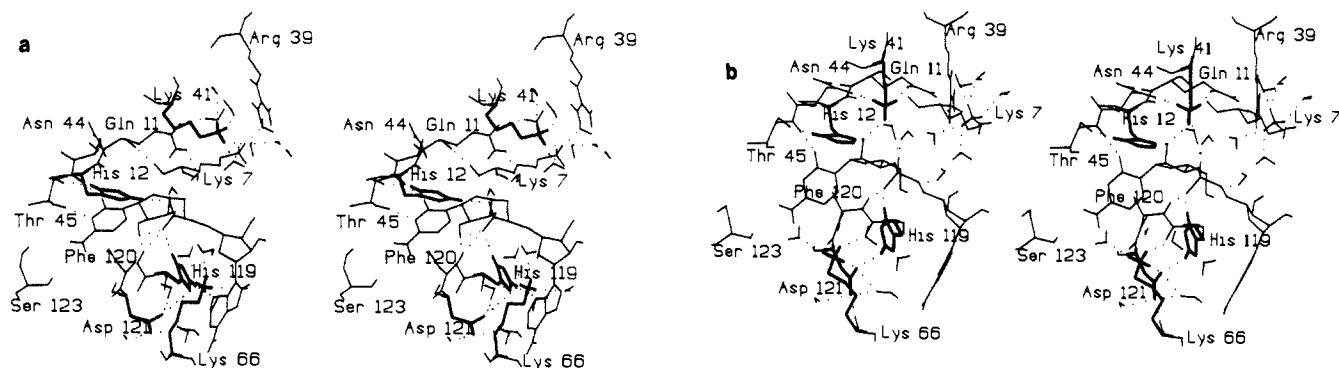 a
Arg 39
Lys 41
Asn 44 Gln 11
His 12
Lys 7
Thr 45
Phe 120
His 119
Ser 123
Asp 121
Lys 66
Arg 39
Lys 41
Asn 44 Gln 11
His 12
Lys 7
Thr 45
Phe 120
His 119
Ser 123
Asp 121
Lys 66
b
Arg 39
Lys 41
Asn 44 Gln 11
Lys 7
His 12
Thr 45
Phe 120
His 119
Ser 123
Asp 121
Lys 66
Arg 39
Lys 41
Asn 44 Gln 11
Lys 7
His 12
Thr 45
Phe 120
His 119
Ser 123
Asp 121
Lys 66